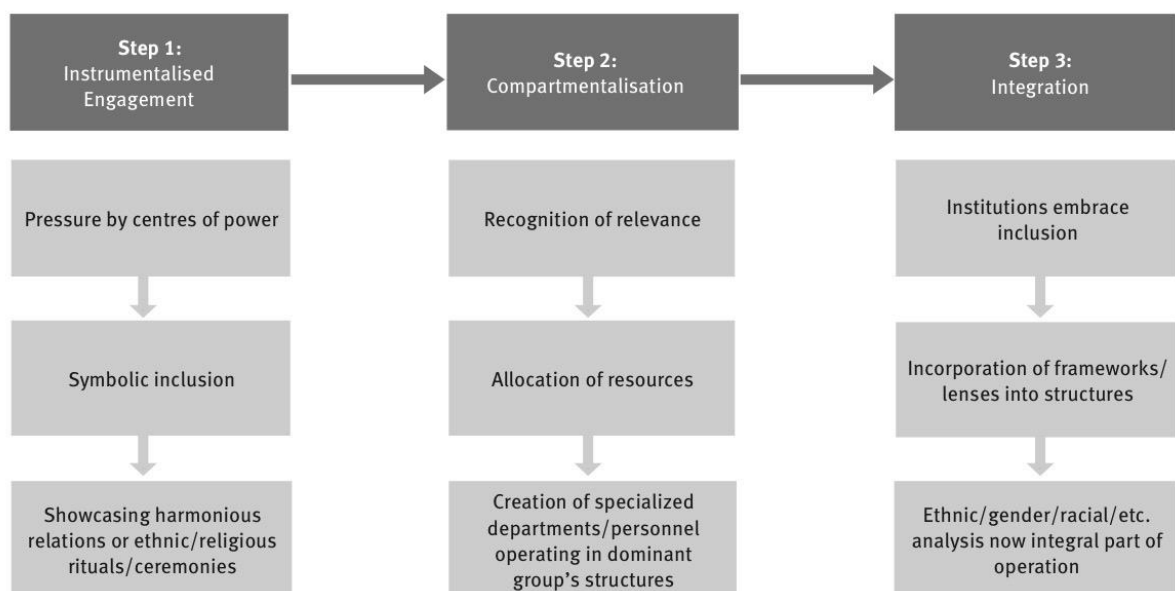 Step 1:
Instrumentalised
Engagement
Step 2:
Compartmentalisation
Step 3:
Integration
Pressure by centres of power
Symbolic inclusion
Showcasing harmonious
relations or ethnic/religious
rituals/ceremonies
Recognition of relevance
Allocation of resources
Creation of specialized
departments/personnel
operating in dominant
group's structures
Institutions embrace
inclusion
Incorporation of frameworks/
lenses into structures
Ethnic/gender/racial/etc.
analysis now integral part of
operation